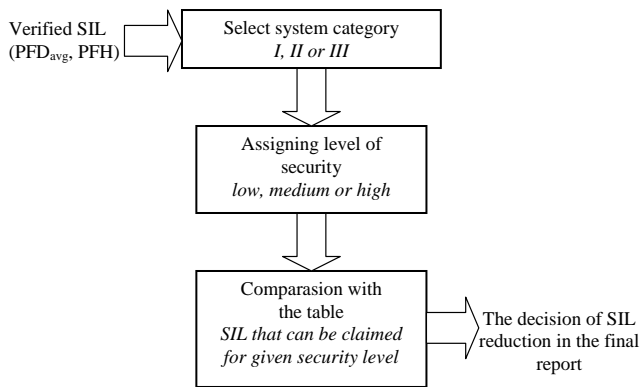 Verified SIL
(PFDavg, PFH)
Select system category
I, II or III
Assigning level of
security
low, medium or high
Comparasion with
the table
SIL that can be claimed
for given security level
The decision of SIL
reduction in the final
report